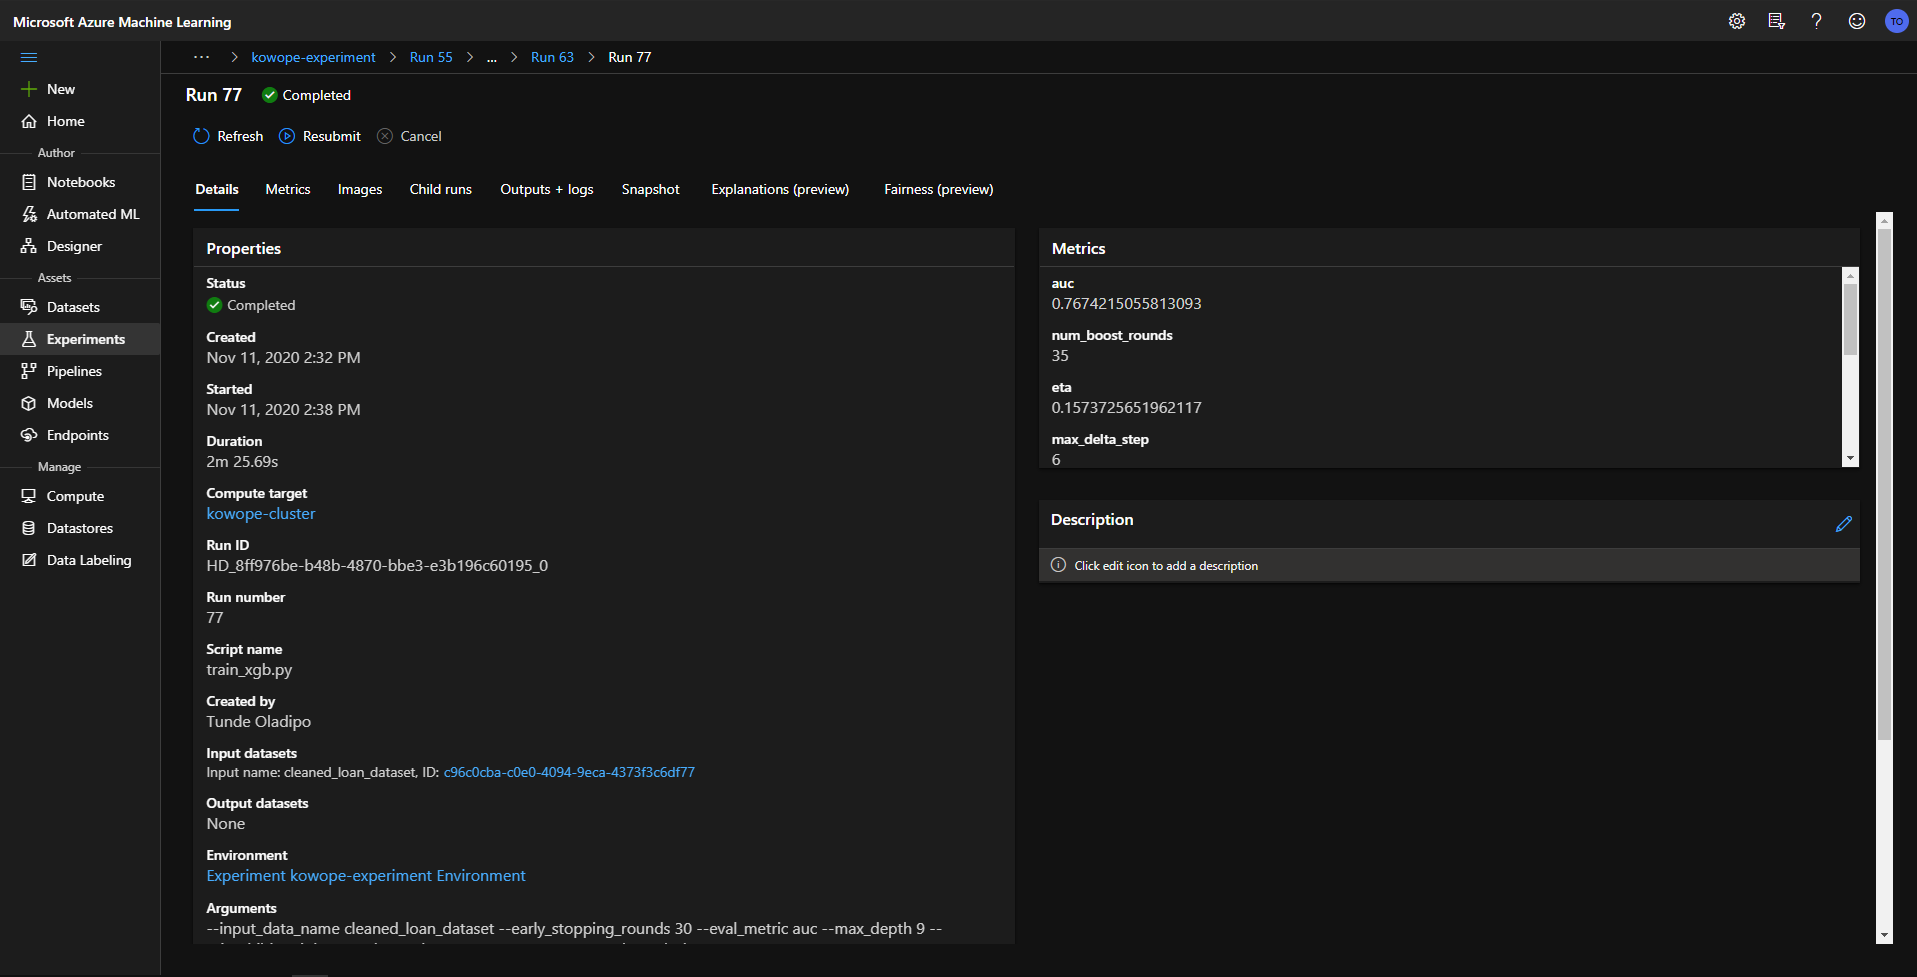 Microsoft Azure Machine Learning
TO
... > kowope-experiment > Run 55 > ... > Run 63 > Run 77
New
Home
Author
Notebooks
Automated ML
Designer
Assets
Datasets
Experiments
Pipelines
Models
Endpoints
Manage
Compute
Datastores
Data Labeling
Run 77 Completed
Refresh Resubmit Cancel
Details Metrics Images Child runs Outputs + logs Snapshot Explanations (preview) Fairness (preview)
Properties
Status
Completed
Created
Nov 11, 2020 2:32 PM
Started
Nov 11, 2020 2:38 PM
Duration
2m 25.69s
Compute target
kowope-cluster
Run ID
HD_8ff976be-b48b-4870-bbe3-e3b196c60195_0
Run number
77
Script name
train_xgb.py
Created by
Tunde Oladipo
Input datasets
Input name: cleaned_loan_dataset, ID: c96c0cba-c0e0-4094-9eca-4373f3c6df77
Output datasets
None
Environment
Experiment kowope-experiment Environment
Arguments
--input_data_name cleaned_loan_dataset --early_stopping_rounds 30 --eval_metric auc --max_depth 9 --
Metrics
auc
0.7674215055813093
num_boost_rounds
35
eta
0.1573725651962117
max_delta_step
6
Description
Click edit icon to add a description